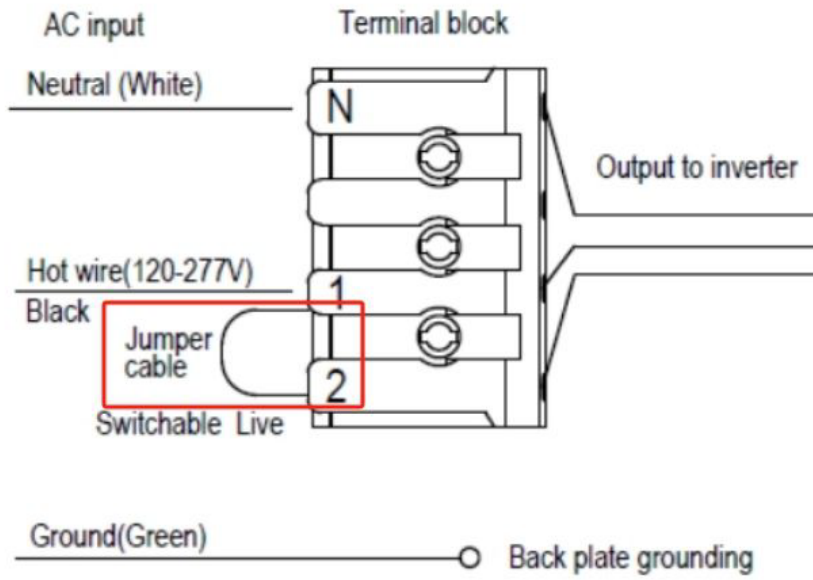 AC input
Terminal block
Neutral (White)
N
Output to inverter
Hot wire(120-277V)
1
Black
Jumper
cable
2
Switchable Live
Ground(Green)
Back plate grounding